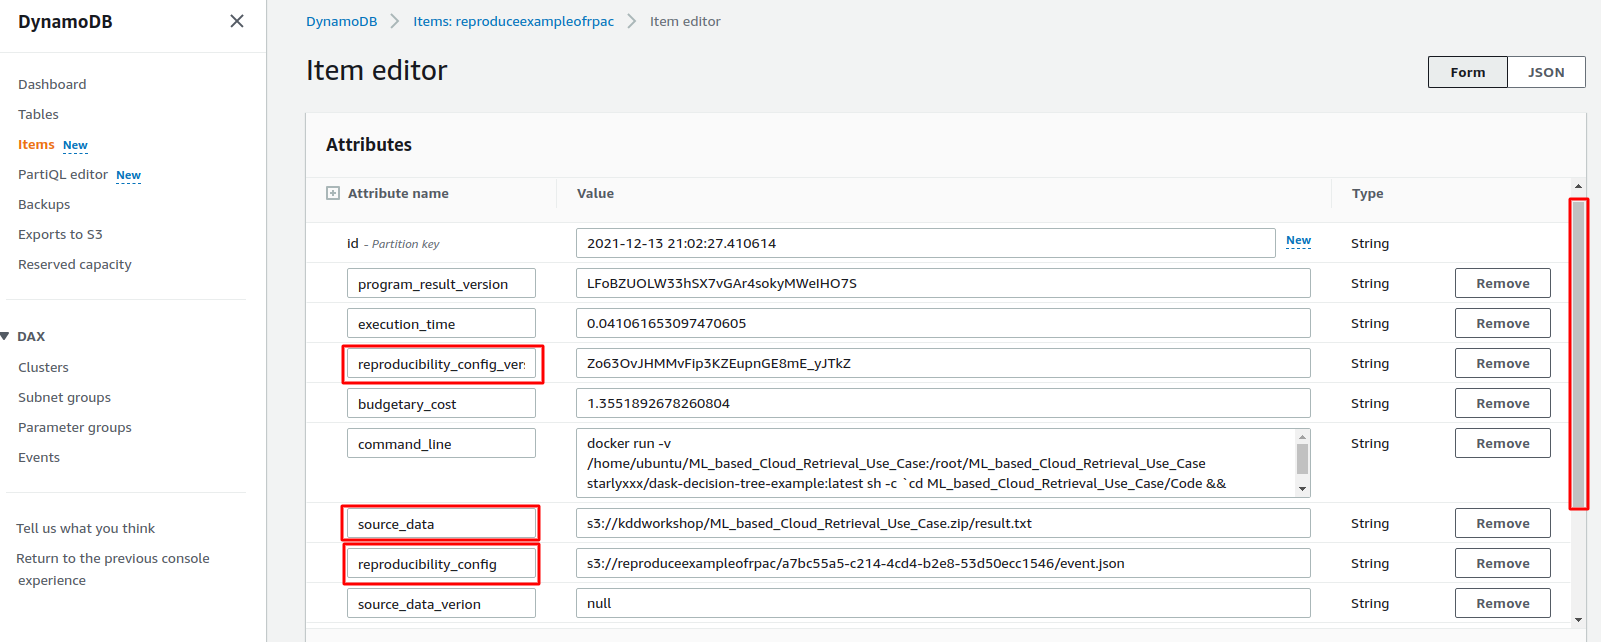 DynamoDB
Dashboard
Tables
Items New
PartiQL editor New
Backups
Exports to S3
Reserved capacity
DAX
Clusters
Subnet groups
Parameter groups
Events
Tell us what you think
Return to the previous console
experience
DynamoDB Items: reproduceexampleofrpac Item editor
Item editor
Form JSON
Attributes
Attribute name Value Type
id - Partition key 2021-12-13 21:02:27.410614 New String
program_result_version LFoBZUOLW33hSX7vGAr4sokyMWeIHO7S String Remove
execution_time 0.041061653097470605 String Remove
reproducibility_config_ver Zo63OvJHMMvFip3KZEupnGE8mE_yJTkZ String Remove
budgetary_cost 1.3551892678260804 String Remove
command_line docker run -v String Remove
/home/ubuntu/ML_based_Cloud_Retrieval_Use_Case:/root/ML_based_Cloud_Retrieval_Use_Case
starlyxxx/dask-decision-tree-example:latest sh -c `cd ML_based_Cloud_Retrieval_Use_Case/Code &&
source_data s3://kddworkshop/ML_based_Cloud_Retrieval_Use_Case.zip/result.txt String Remove
reproducibility_config s3://reproduceexampleofrpac/a7bc55a5-c214-4cd4-b2e8-53d50ecc1546/event.json String Remove
source_data_verion null String Remove